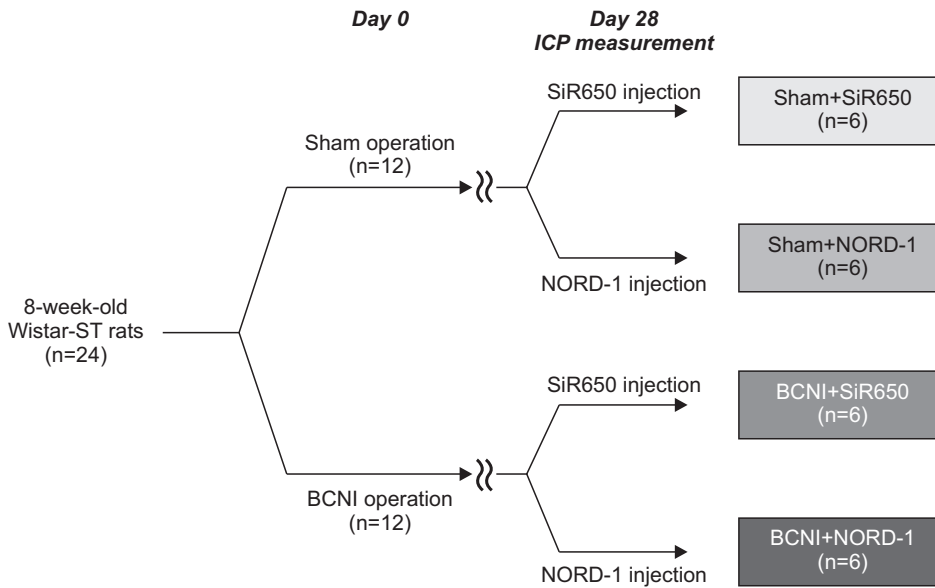 Day 0
Day 28
ICP measurement
SiR650 injection
Sham+SiR650
(n=6)
Sham operation
(n=12)
NORD-1 injection
Sham+NORD-1
(n=6)
8-week-old
Wistar-ST rats
(n=24)
SiR650 injection
BCNI+SiR650
(n=6)
BCNI operation
(n=12)
NORD-1 injection
BCNI+NORD-1
(n=6)